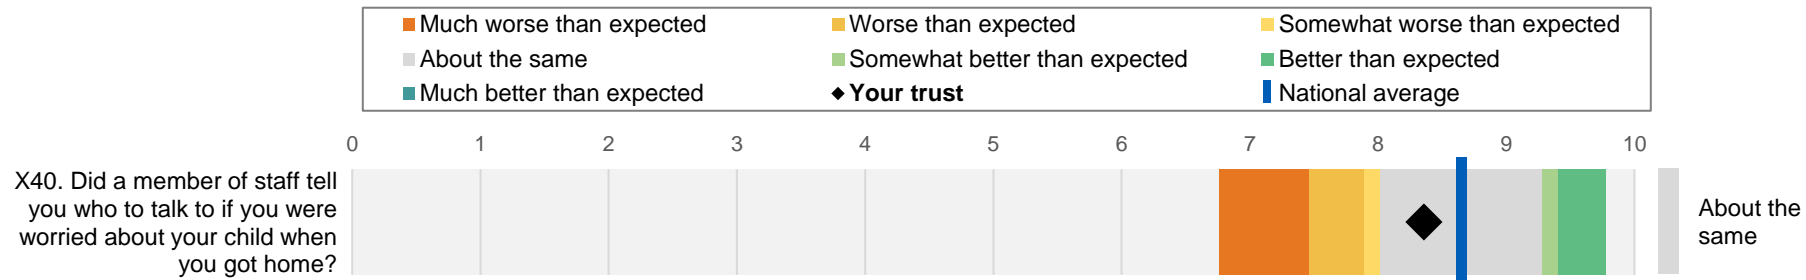 Much worse than expected
Worse than expected
Somewhat worse than expected
About the same
Somewhat better than expected
Better than expected
Much better than expected
Your trust
National average
0 1 2 3 4 5 6 7 8 9 10
X40. Did a member of staff tell
you who to talk to if you were
worried about your child when
you got home?
About the
same